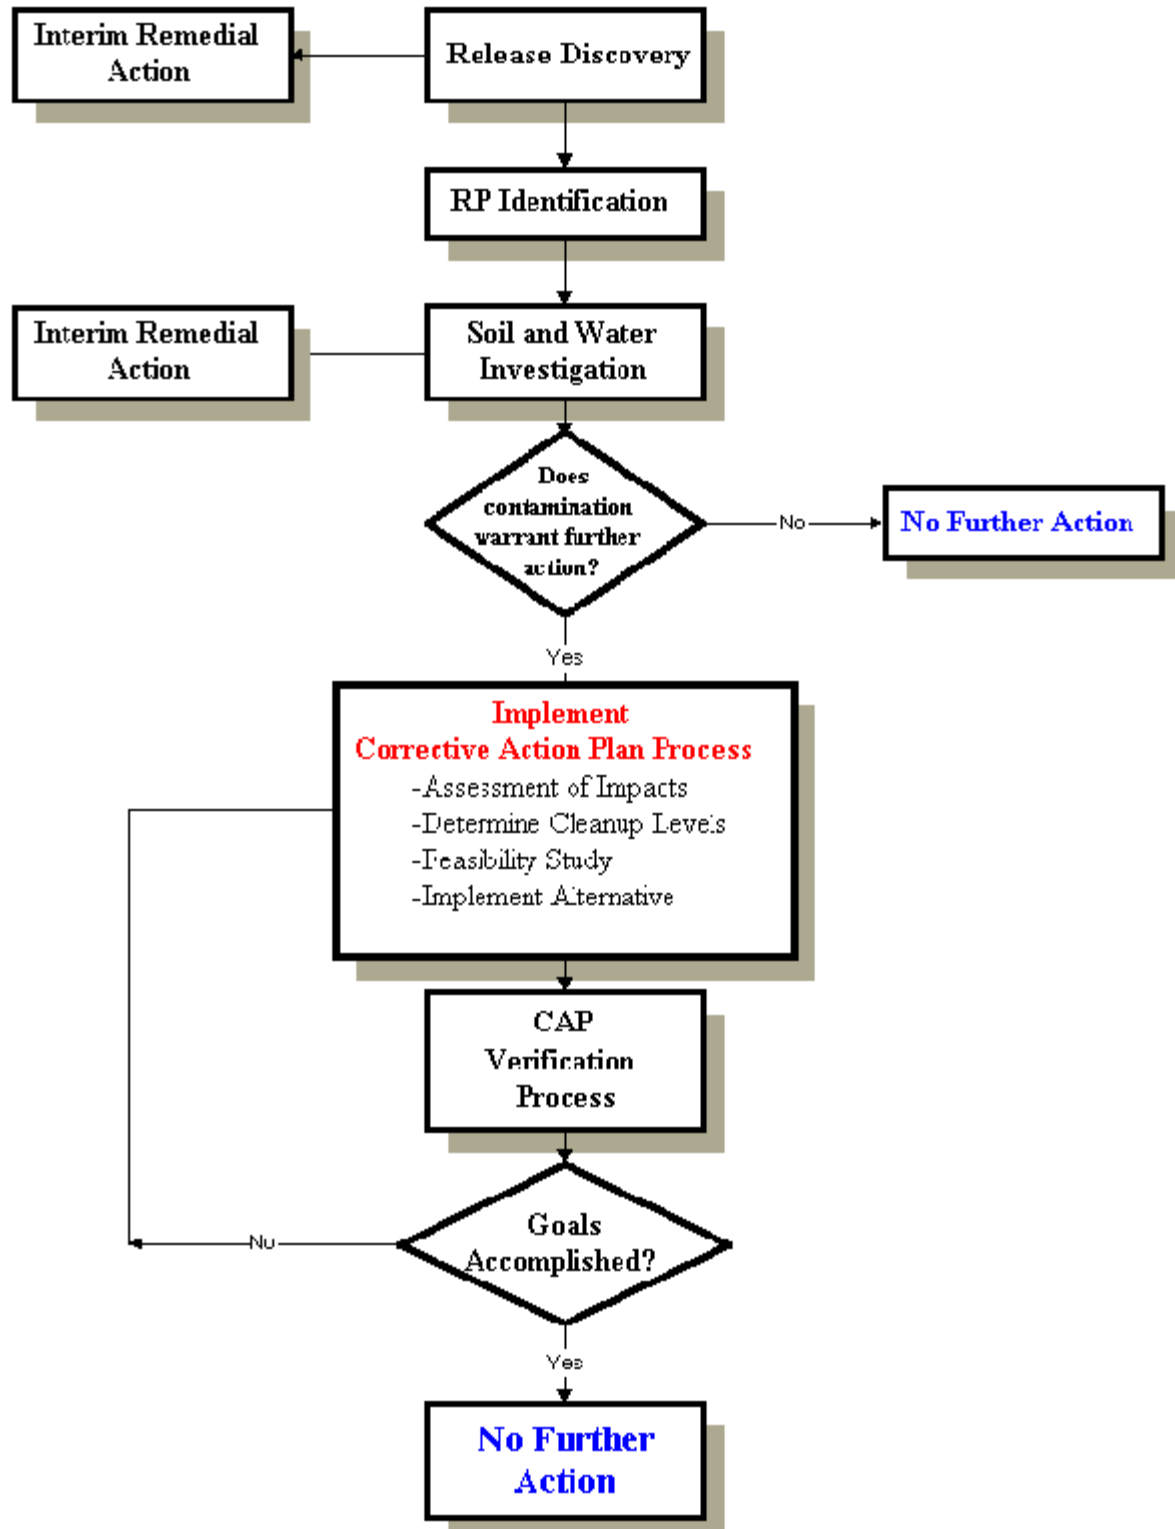 Interim Remedial
Action
Release Discovery
RP Identification
Interim Remedial
Action
Soil and Water
Investigation
Does
contamination
warrant further
action?
No
No Further Action
Yes
Implement
Corrective Action Plan Process
-Assessment of Impacts
-Determine Cleanup Levels
-Feasibility Study
-Implement Alternative
CAP
Verification
Process
Goals
Accomplished?
No
Yes
No Further
Action